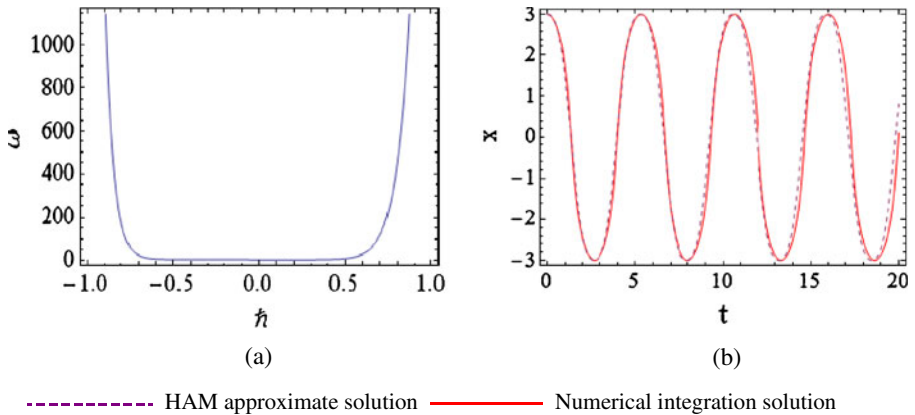 1000
800
600
400
200
0
ω
−1.0 −0.5 0.0 0.5 1.0
ℏ
(a)
3
2
1
0
−1
−2
−3
x
0 5 10 15 20
t
(b)
HAM approximate solution Numerical integration solution